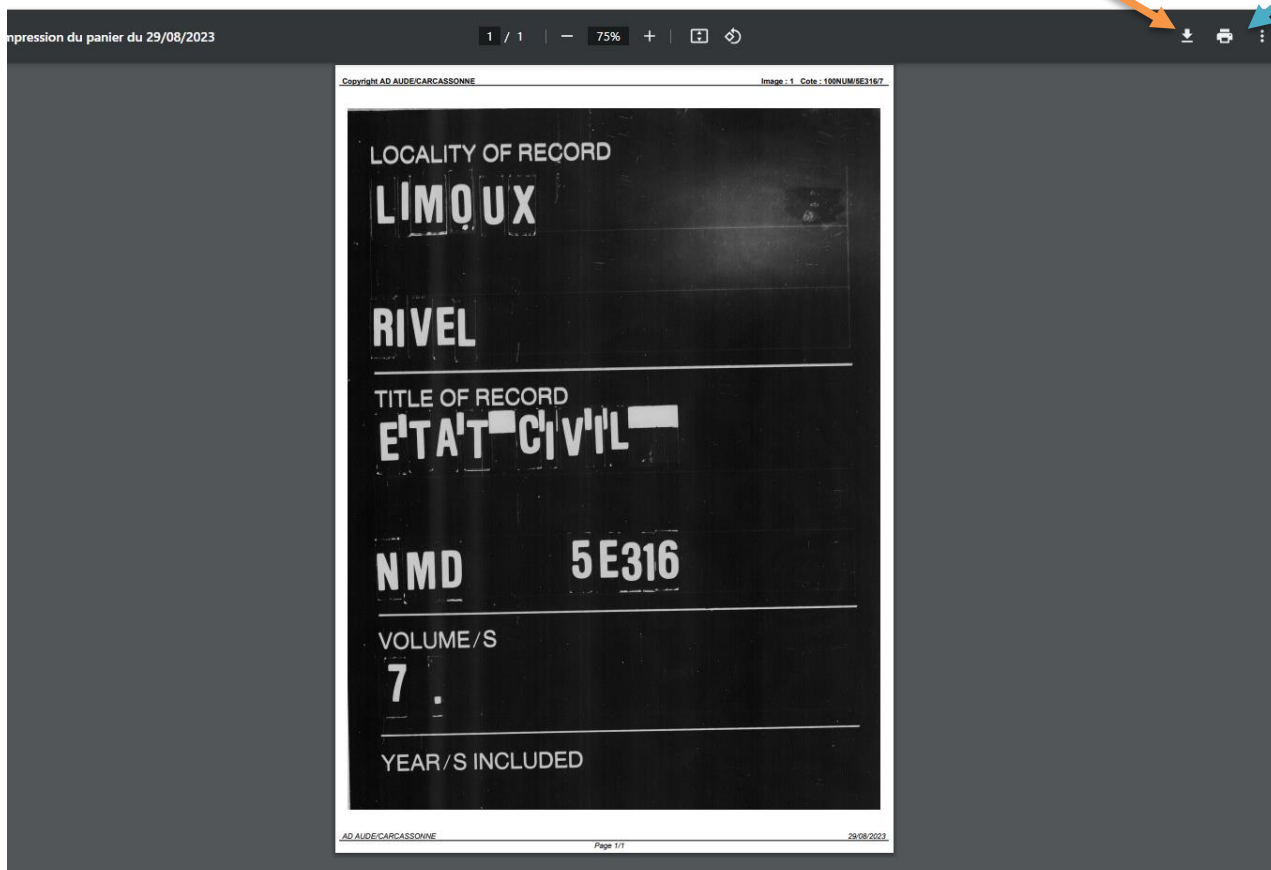 mpression du panier du 29/08/2023
1 / 1
75%
Copyright AD AUDE/CARCASSONNE
Image : 1 Cote : 100NUM/5E316/7
LOCALITY OF RECORD
LIMOUX
RIVEL
TITLE OF RECORD
ETAT CIVIL
NMD 5E316
VOLUME/S
7 .
YEAR/S INCLUDED
AD AUDE/CARCASSONNE
29/08/2023
Page 1/1